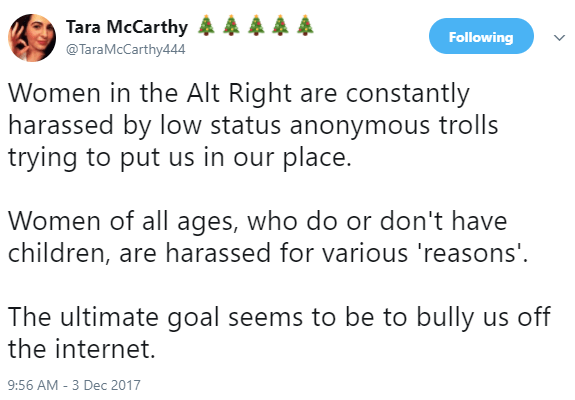 Tara McCarthy 🎄🎄🎄🎄🎄
@TaraMcCarthy444
Following
Women in the Alt Right are constantly
harassed by low status anonymous trolls
trying to put us in our place.
Women of all ages, who do or don't have
children, are harassed for various 'reasons'.
The ultimate goal seems to be to bully us off
the internet.
9:56 AM - 3 Dec 2017